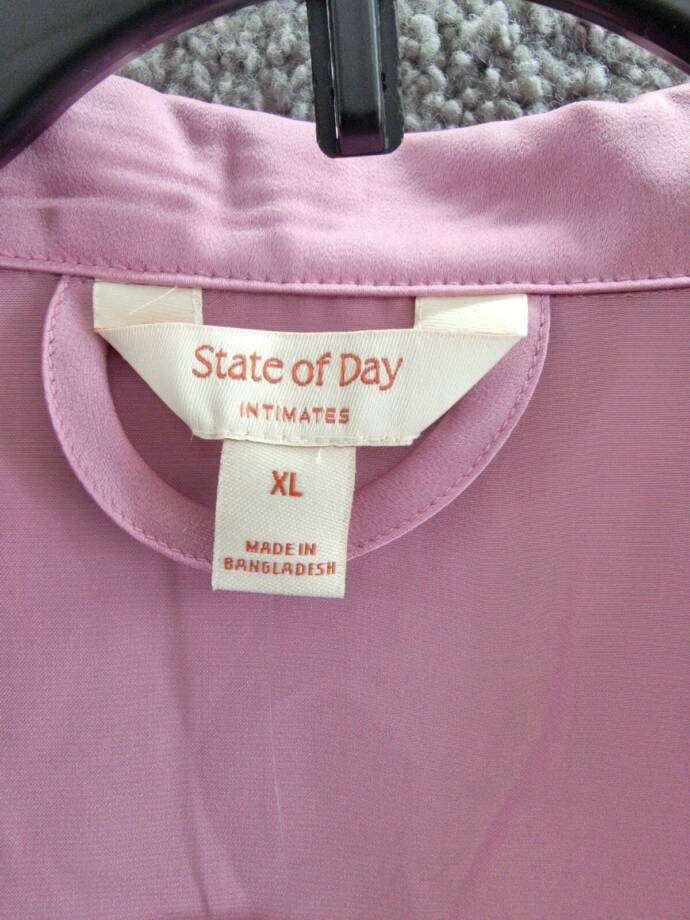 State of Day
INTIMATES
XL
MADE IN
BANGLADESH